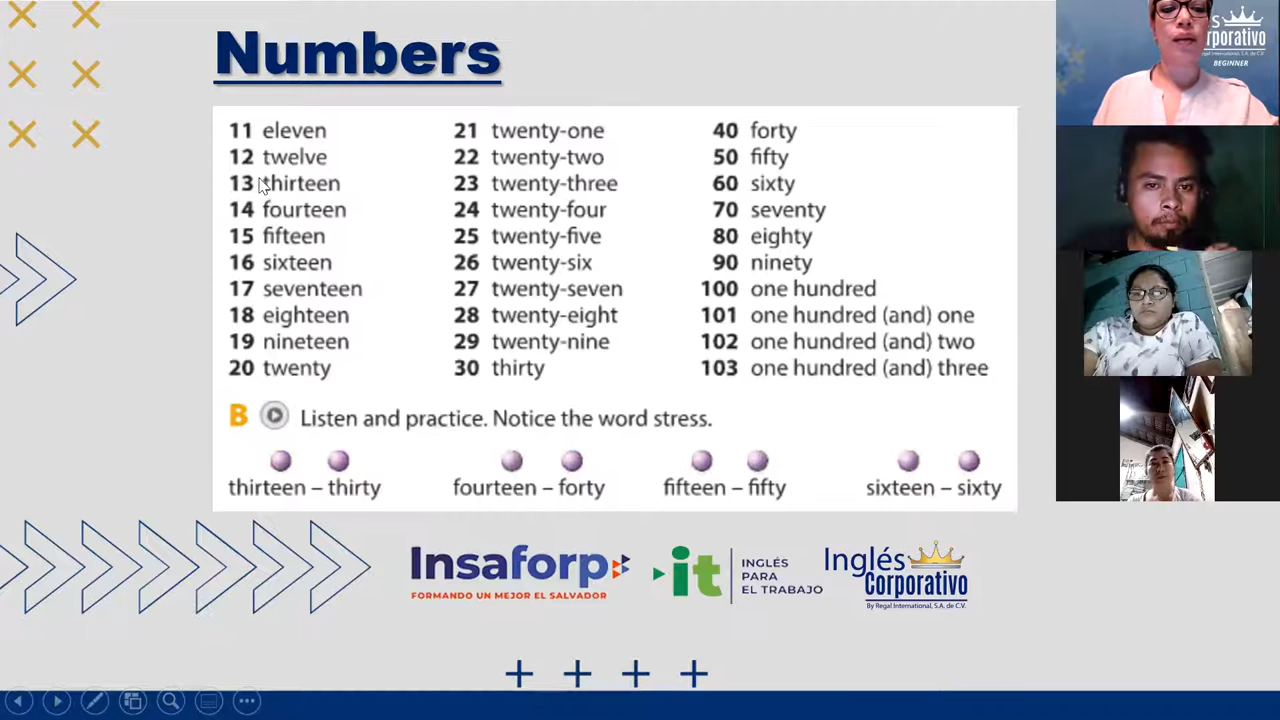 Numbers
11 eleven
12 twelve
13 thirteen
14 fourteen
15 fifteen
16 sixteen
17 seventeen
18 eighteen
19 nineteen
20 twenty
21 twenty-one
22 twenty-two
23 twenty-three
24 twenty-four
25 twenty-five
26 twenty-six
27 twenty-seven
28 twenty-eight
29 twenty-nine
30 thirty
40 forty
50 fifty
60 sixty
70 seventy
80 eighty
90 ninety
100 one hundred
101 one hundred (and) one
102 one hundred (and) two
103 one hundred (and) three
B Listen and practice. Notice the word stress.
thirteen – thirty fourteen – forty fifteen – fifty sixteen – sixty
Insaforp
FORMANDO UN MEJOR EL SALVADOR
it
INGLÉS
PARA
EL TRABAJO
Inglés
Corporativo
By Regal International, S.A. de C.V.
s
rporativo
BEGINNER